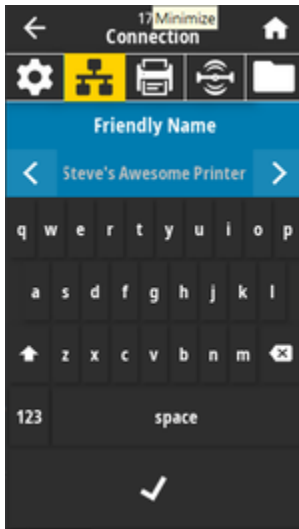 17 Minimize
Connection
Friendly Name
Steve's Awesome Printer
q w e r t y u i o p
a s d f g h j k l
z x c v b n m
123 space